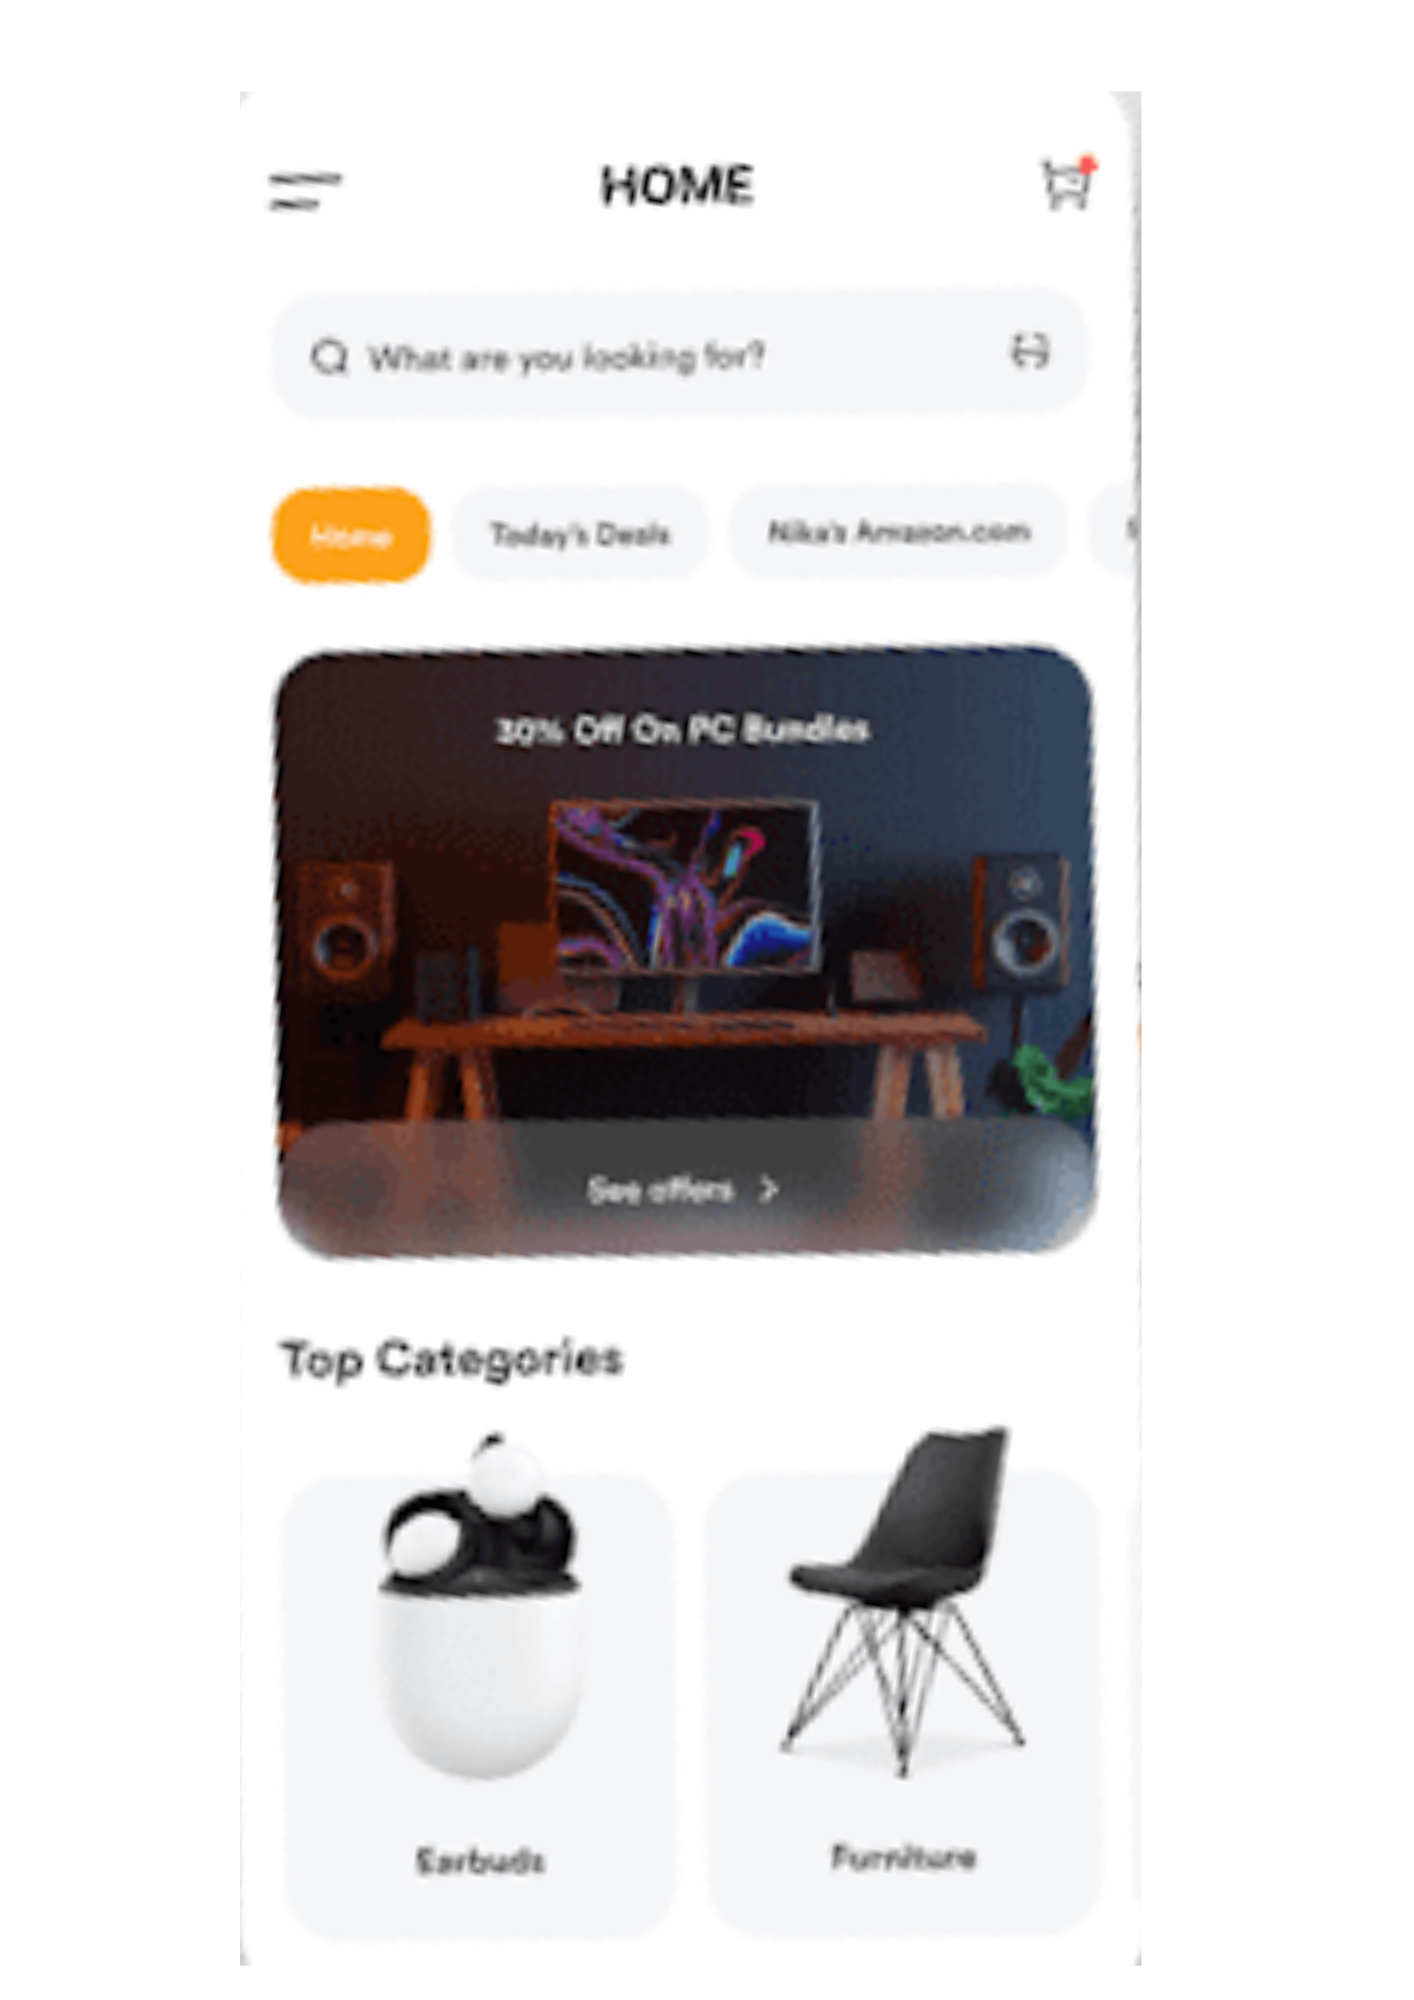 HOME
What are you looking for?
Home
Today's Deals
Nika's Amazon.com
30% Off On PC Bundles
See offers
Top Categories
Earbuds
Furniture